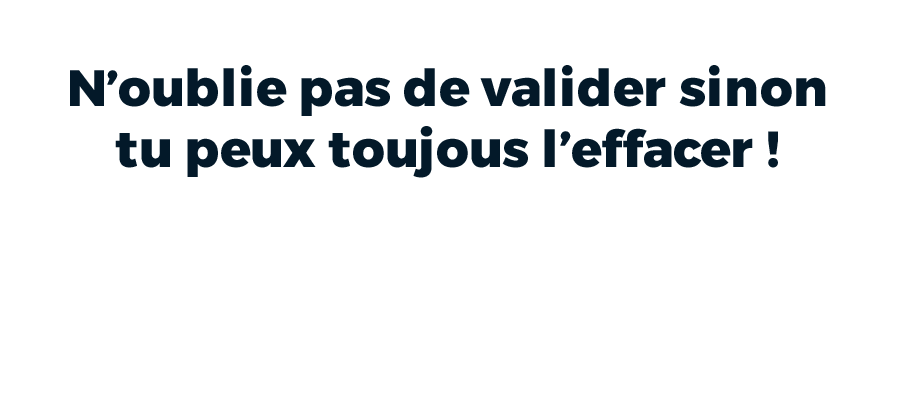 N’oublie pas de valider sinon
tu peux toujous l’effacer !